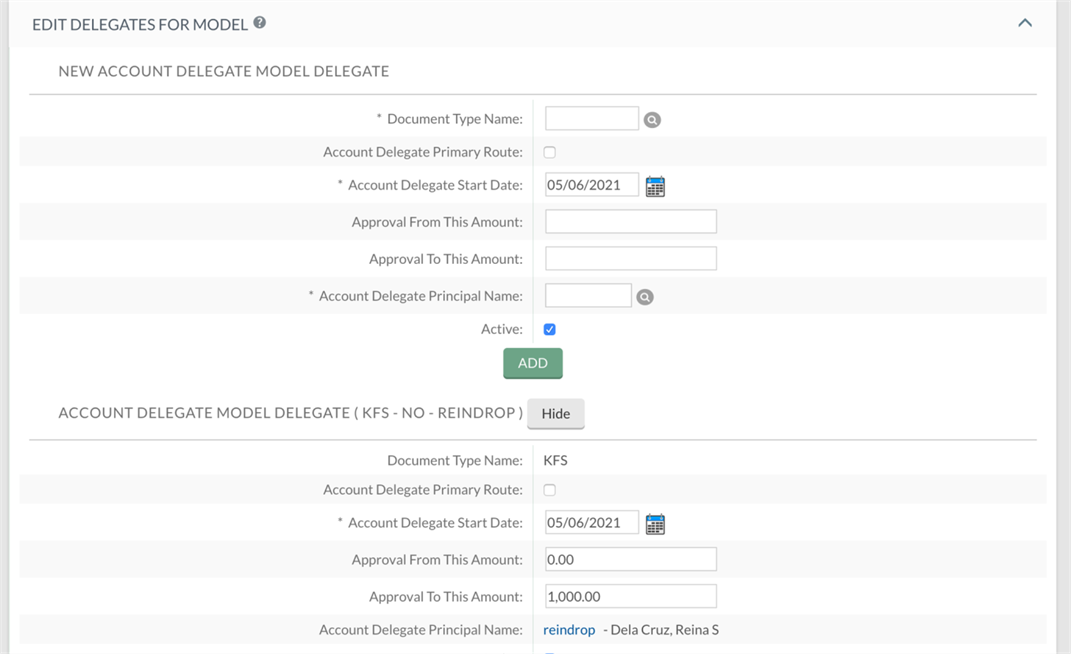 EDIT DELEGATES FOR MODEL ?
NEW ACCOUNT DELEGATE MODEL DELEGATE
* Document Type Name:
Account Delegate Primary Route:
* Account Delegate Start Date: 05/06/2021
Approval From This Amount:
Approval To This Amount:
* Account Delegate Principal Name:
Active:
ADD
ACCOUNT DELEGATE MODEL DELEGATE ( KFS - NO - REINDROP ) Hide
Document Type Name: KFS
Account Delegate Primary Route:
* Account Delegate Start Date: 05/06/2021
Approval From This Amount: 0.00
Approval To This Amount: 1,000.00
Account Delegate Principal Name: reindrop - Dela Cruz, Reina S